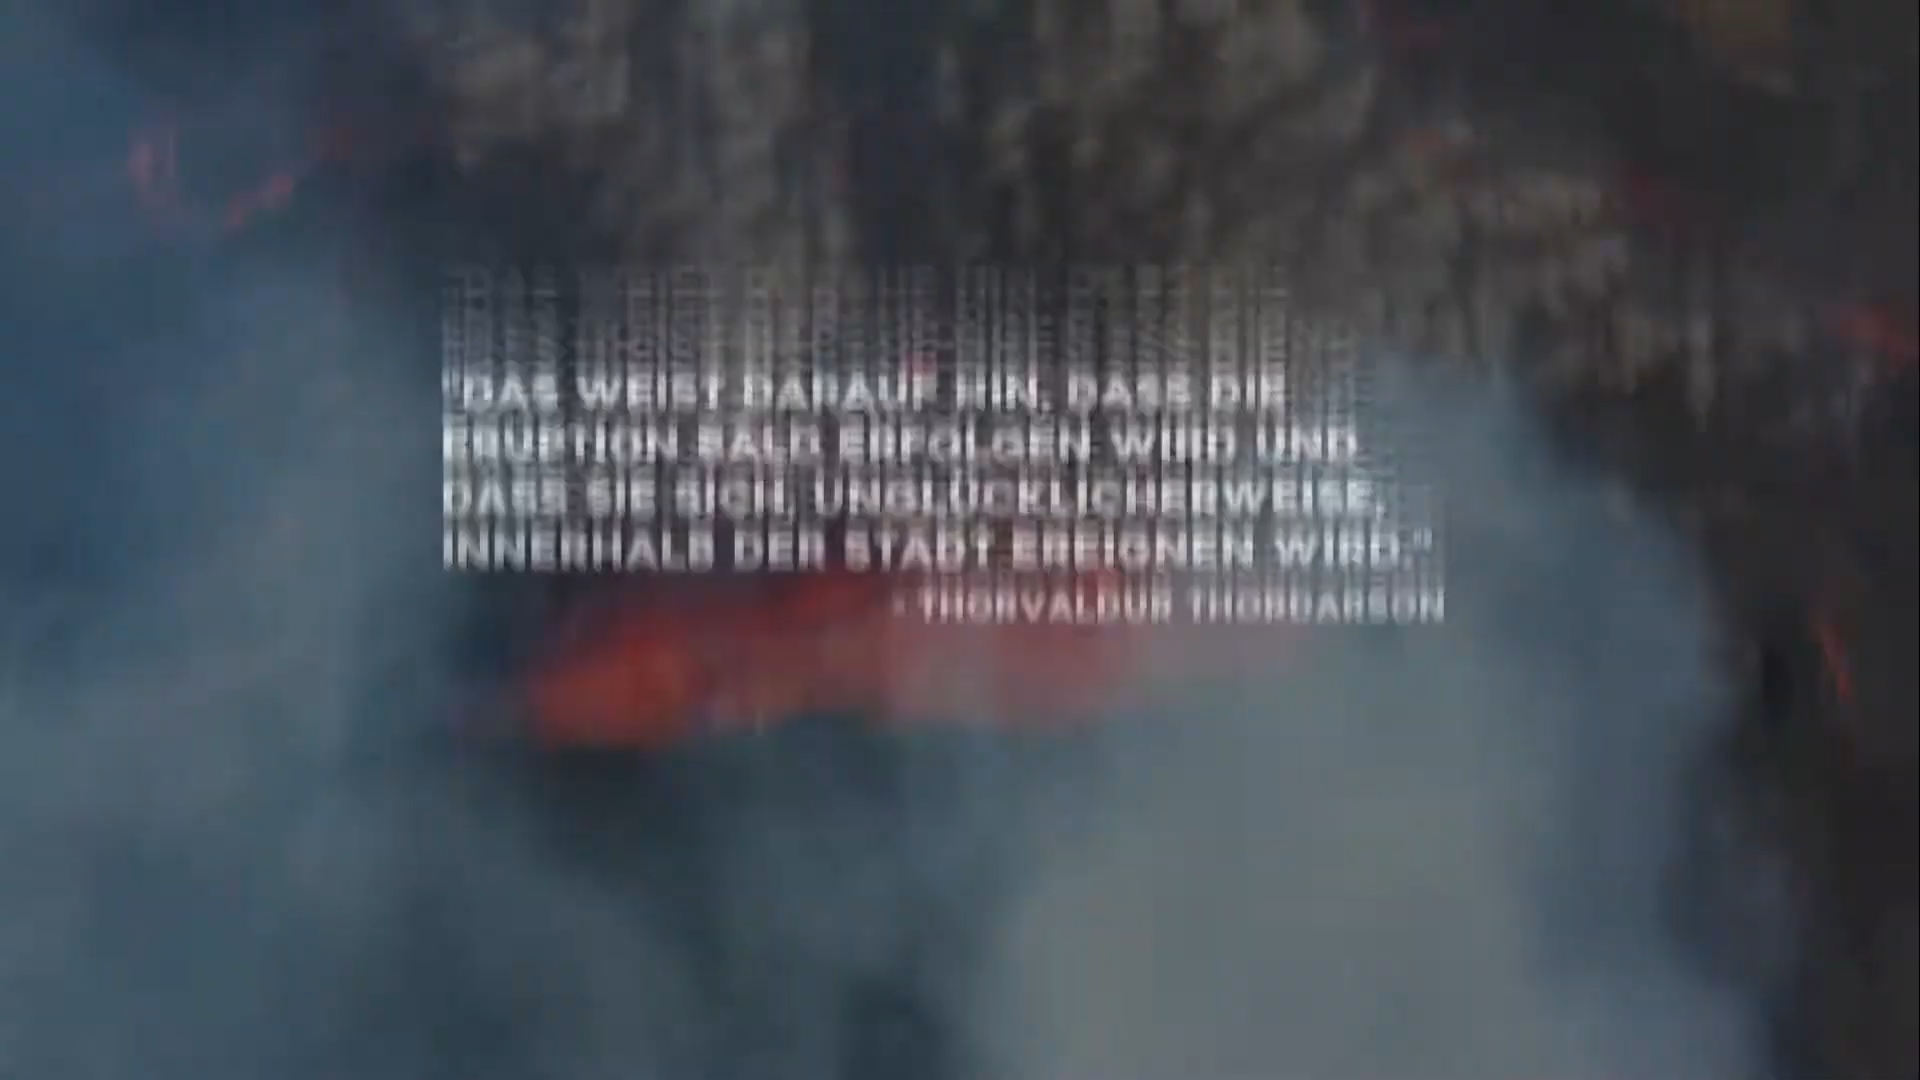 "DAS WEIST DARAUF HIN, DASS DIE
ERUPTION BALD ERFOLGEN WIRD UND
DASS SIE SICH, UNGLÜCKLICHERWEISE,
INNERHALB DER STADT EREIGNEN WIRD."
- THORVALDUR THORDARSON